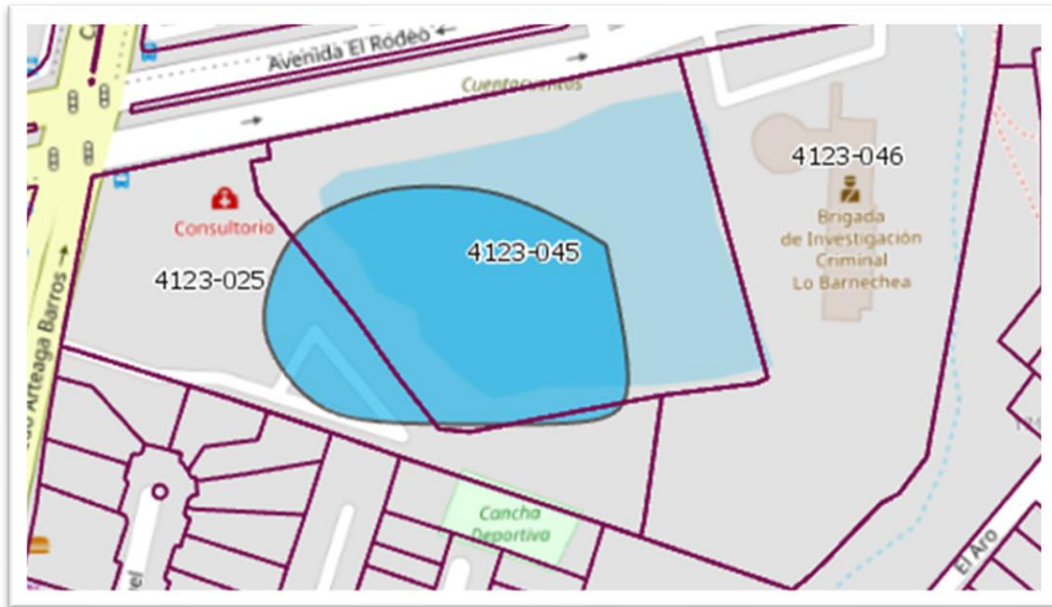 Avenida El Rodeo
Cuentacuentos
4123-046
Consultorio
Brigada
de Investigación
Criminal
Lo Barnechea
4123-045
4123-025
Arteaga Barros
Cancha
Deportiva
El Aro